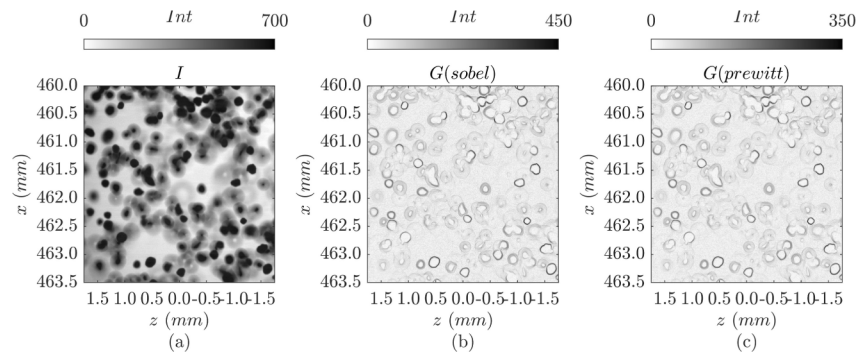 Int Int Int
0 700 0 450 0 350
I G(sobel) G(prewitt)
460.0 460.0 460.0
460.5 460.5 460.5
461.0 461.0 461.0
461.5 461.5 461.5
462.0 462.0 462.0
462.5 462.5 462.5
463.0 463.0 463.0
463.5 463.5 463.5
x (mm) x (mm) x (mm)
1.5 1.0 0.5 0.0 -0.5 -1.0 -1.5 1.5 1.0 0.5 0.0 -0.5 -1.0 -1.5 1.5 1.0 0.5 0.0 -0.5 -1.0 -1.5
z (mm) z (mm) z (mm)
(a) (b) (c)